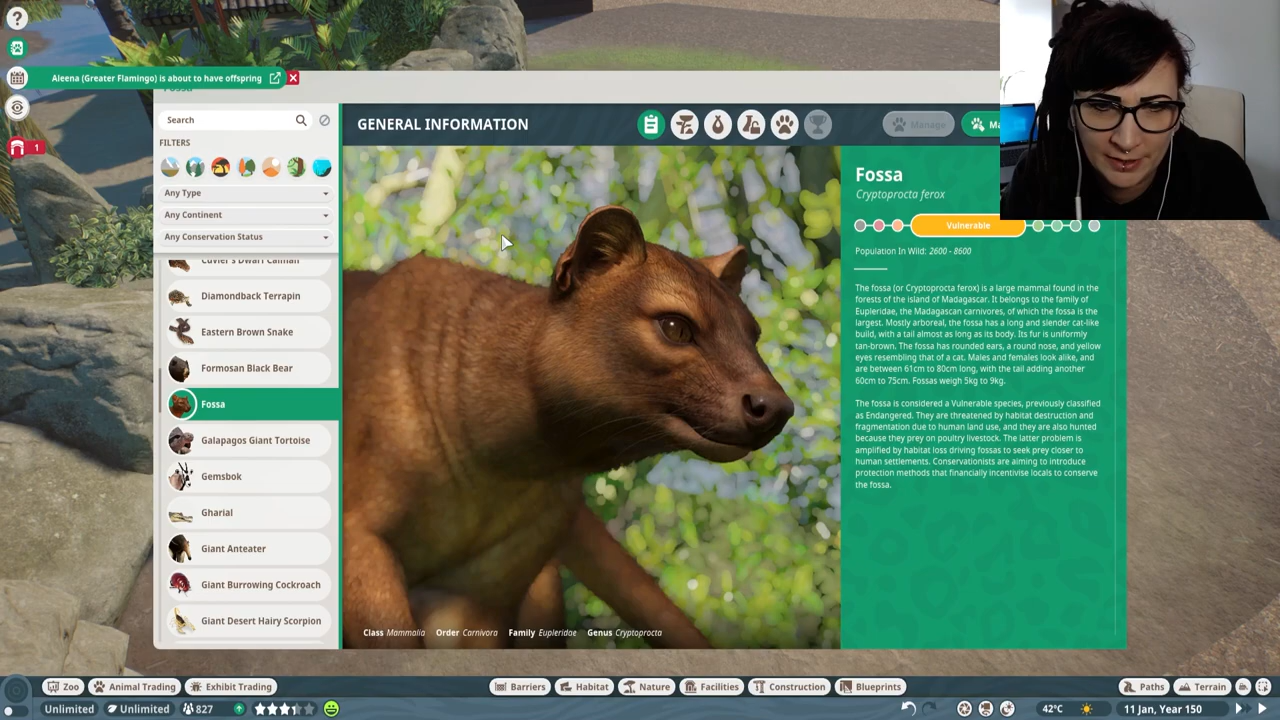 Aleena (Greater Flamingo) is about to have offspring
1
Search
FILTERS
Any Type
Any Continent
Any Conservation Status
Cuvier's Dwarf Caiman
Diamondback Terrapin
Eastern Brown Snake
Formosan Black Bear
Fossa
Galapagos Giant Tortoise
Gemsbok
Gharial
Giant Anteater
Giant Burrowing Cockroach
Giant Desert Hairy Scorpion
GENERAL INFORMATION
Manage
Ma
Fossa
Cryptoprocta ferox
Vulnerable
Population In Wild: 2600 - 8600
The fossa (or Cryptoprocta ferox) is a large mammal found in the
forests of the island of Madagascar. It belongs to the family of
Eupleridae, the Madagascan carnivores, of which the fossa is the
largest. Mostly arboreal, the fossa has a long and slender cat-like
build, with a tail almost as long as its body. Its fur is uniformly
tan-brown. The fossa has rounded ears, a round nose, and yellow
eyes resembling that of a cat. Males and females look alike, and
are between 61cm to 80cm long, with the tail adding another
60cm to 75cm. Fossas weigh 5kg to 9kg.
The fossa is considered a Vulnerable species, previously classified
as Endangered. They are threatened by habitat destruction and
fragmentation due to human land use, and they are also hunted
because they prey on poultry livestock. The latter problem is
amplified by habitat loss driving fossas to seek prey closer to
human settlements. Conservationists are aiming to introduce
protection methods that financially incentivise locals to conserve
the fossa.
Class Mammalia Order Carnivora Family Eupleridae Genus Cryptoprocta
Zoo Animal Trading Exhibit Trading Barriers Habitat Nature Facilities Construction Blueprints Paths Terrain
Unlimited Unlimited 827 42°C 11 Jan, Year 150